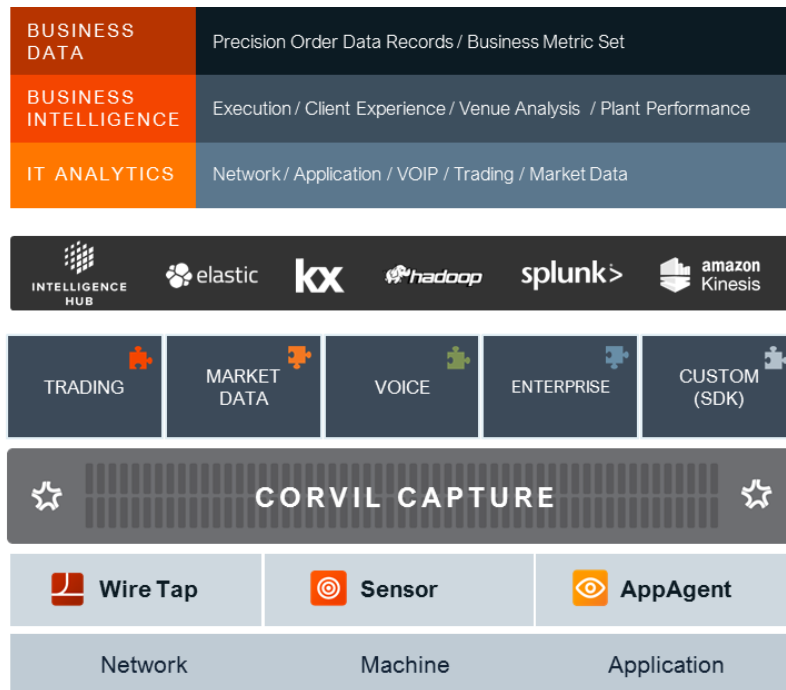 BUSINESS
DATA
Precision Order Data Records / Business Metric Set
BUSINESS
INTELLIGENCE
Execution / Client Experience / Venue Analysis / Plant Performance
IT ANALYTICS
Network / Application / VOIP / Trading / Market Data
INTELLIGENCE
HUB
elastic
kx
hadoop
splunk>
amazon
Kinesis
TRADING
MARKET
DATA
VOICE
ENTERPRISE
CUSTOM
(SDK)
CORVIL CAPTURE
Wire Tap
Sensor
AppAgent
Network
Machine
Application